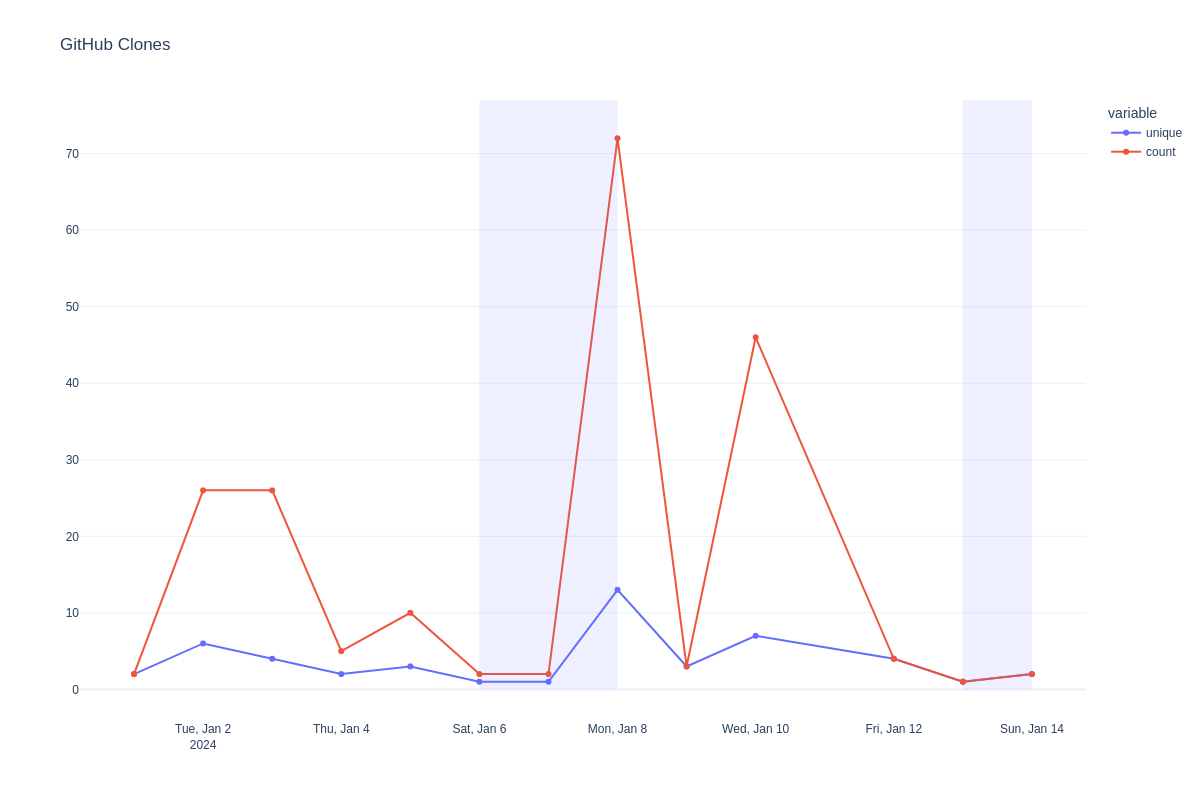 GitHub Clones
variable
unique
count
70
60
50
40
30
20
10
0
Tue, Jan 2
2024
Thu, Jan 4
Sat, Jan 6
Mon, Jan 8
Wed, Jan 10
Fri, Jan 12
Sun, Jan 14